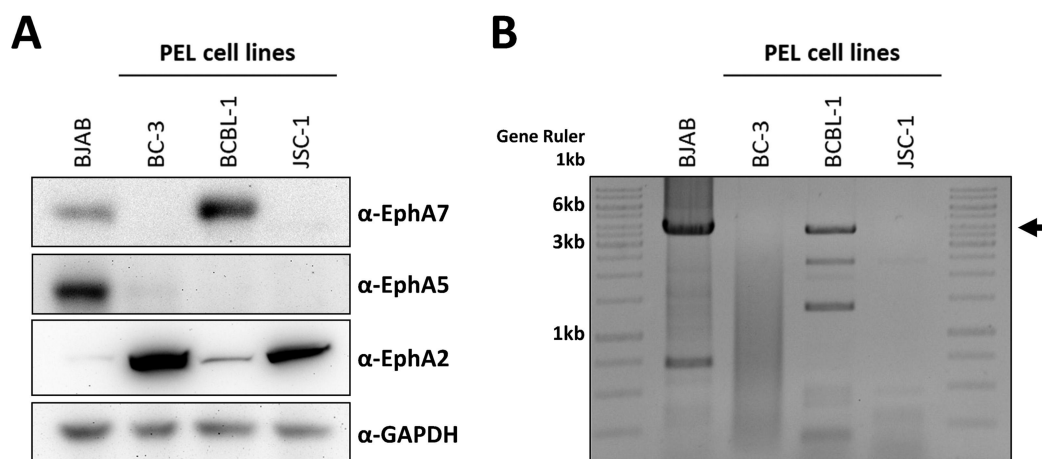 A
PEL cell lines
BJAB
BC-3
BCBL-1
JSC-1
α-EphA7
α-EphA5
α-EphA2
α-GAPDH
B
PEL cell lines
BJAB
BC-3
BCBL-1
JSC-1
Gene Ruler
1kb
6kb
3kb
1kb